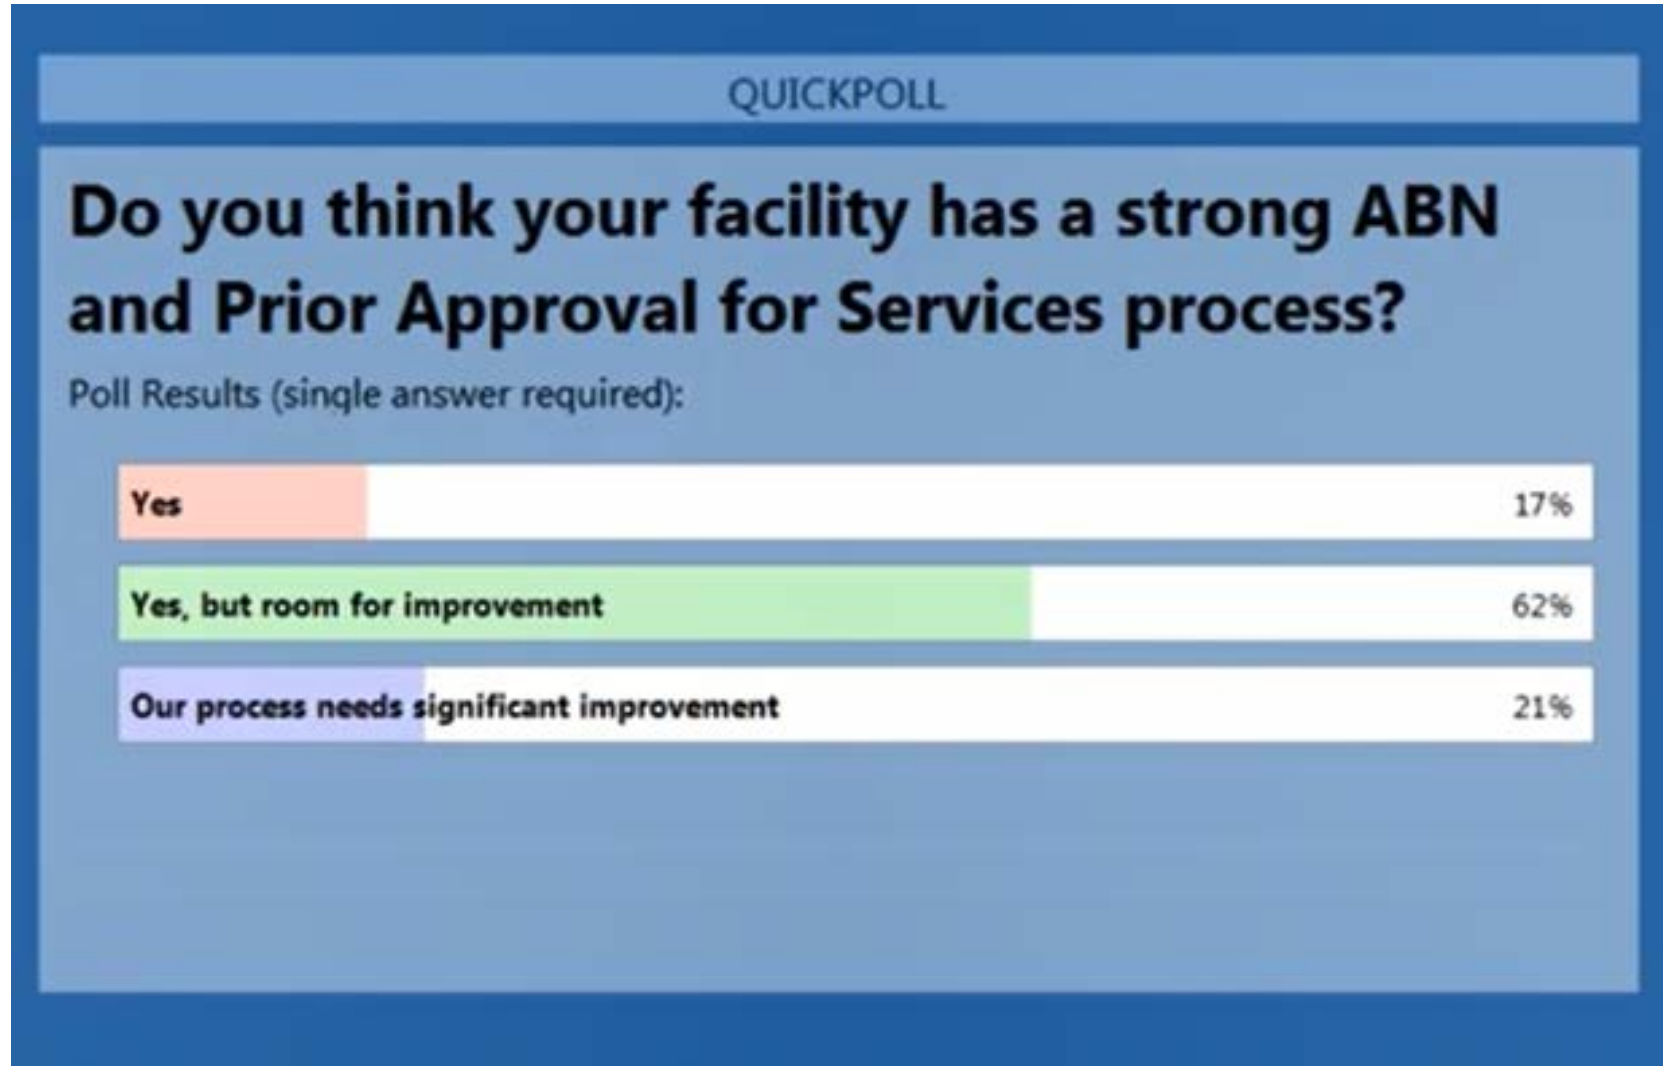 QUICKPOLL
Do you think your facility has a strong ABN
and Prior Approval for Services process?
Poll Results (single answer required):
Yes 17%
Yes, but room for improvement 62%
Our process needs significant improvement 21%